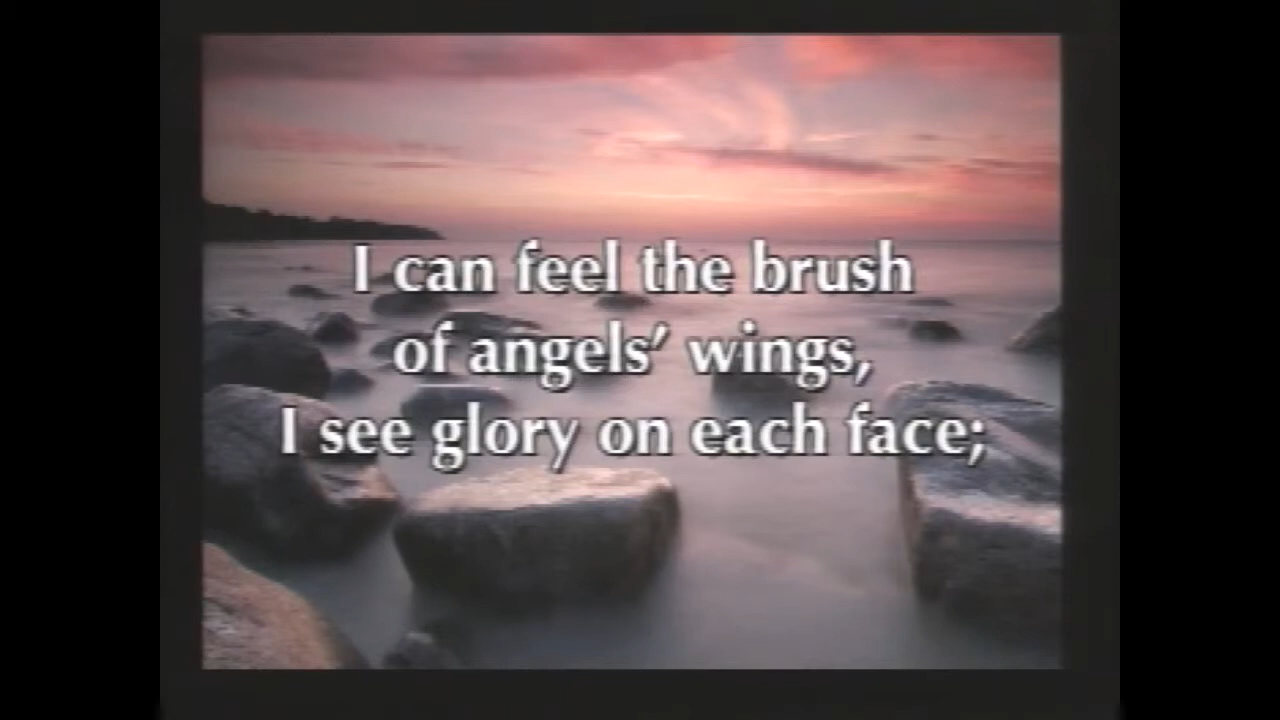 I can feel the brush
of angels’ wings,
I see glory on each face;